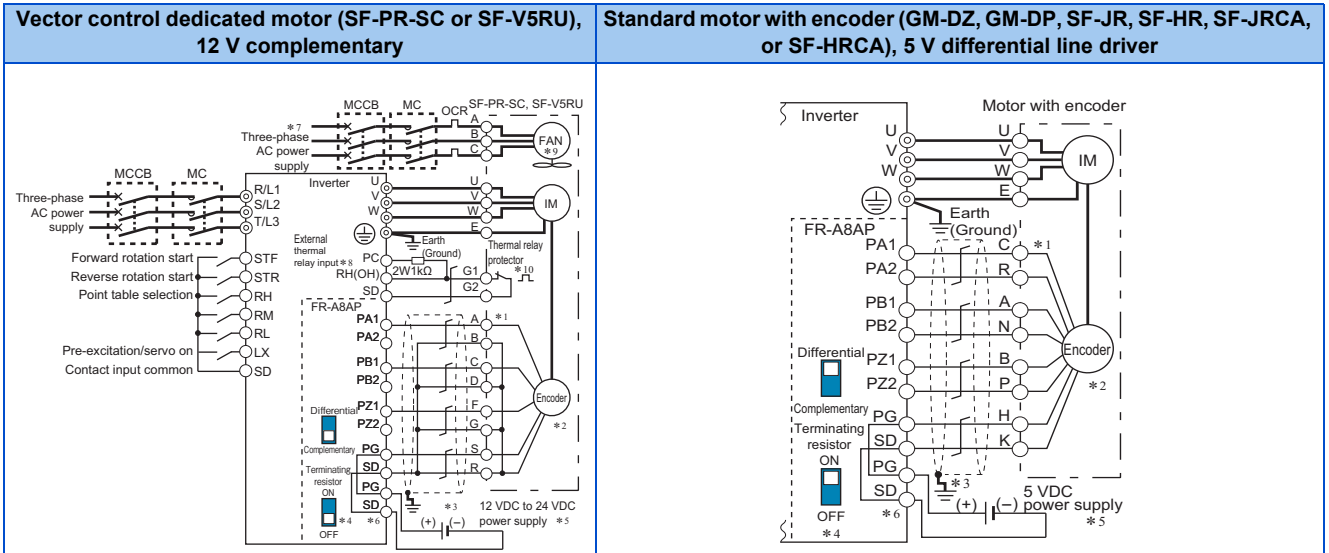 Vector control dedicated motor (SF-PR-SC or SF-V5RU),
12 V complementary
Standard motor with encoder (GM-DZ, GM-DP, SF-JR, SF-HR, SF-JRCA,
or SF-HRCA), 5 V differential line driver
MCCB
MC
OCR
SF-PR-SC, SF-V5RU
*7
Three-phase
AC power
supply
A
B
C
FAN
*9
MCCB
MC
Three-phase
AC power
supply
R/L1
S/L2
T/L3
Inverter
U
V
W
U
V
W
E
IM
Earth
(Ground)
External
thermal
relay input*8
PC
RH(OH)
SD
2W1kΩ
G1
G2
Thermal relay
protector
*10
Forward rotation start
STF
Reverse rotation start
STR
Point table selection
RH
RM
RL
Pre-excitation/servo on
LX
Contact input common
SD
FR-A8AP
PA1
A
*1
PA2
B
PB1
C
PB2
D
PZ1
F
PZ2
G
PG
S
SD
R
PG
SD
Encoder
*2
Differential
Complementary
Terminating
resistor
ON
*4
OFF
*6
*3
(+)
(−)
12 VDC to 24 VDC
power supply
*5
Inverter
Motor with encoder
U
V
W
U
V
W
E
IM
Earth
(Ground)
FR-A8AP
PA1
C
*1
PA2
R
PB1
A
PB2
N
PZ1
B
PZ2
P
PG
H
SD
K
PG
SD
Encoder
*2
Differential
Complementary
Terminating
resistor
ON
OFF
*4
*6
*3
(+)
(−)
5 VDC
power supply
*5